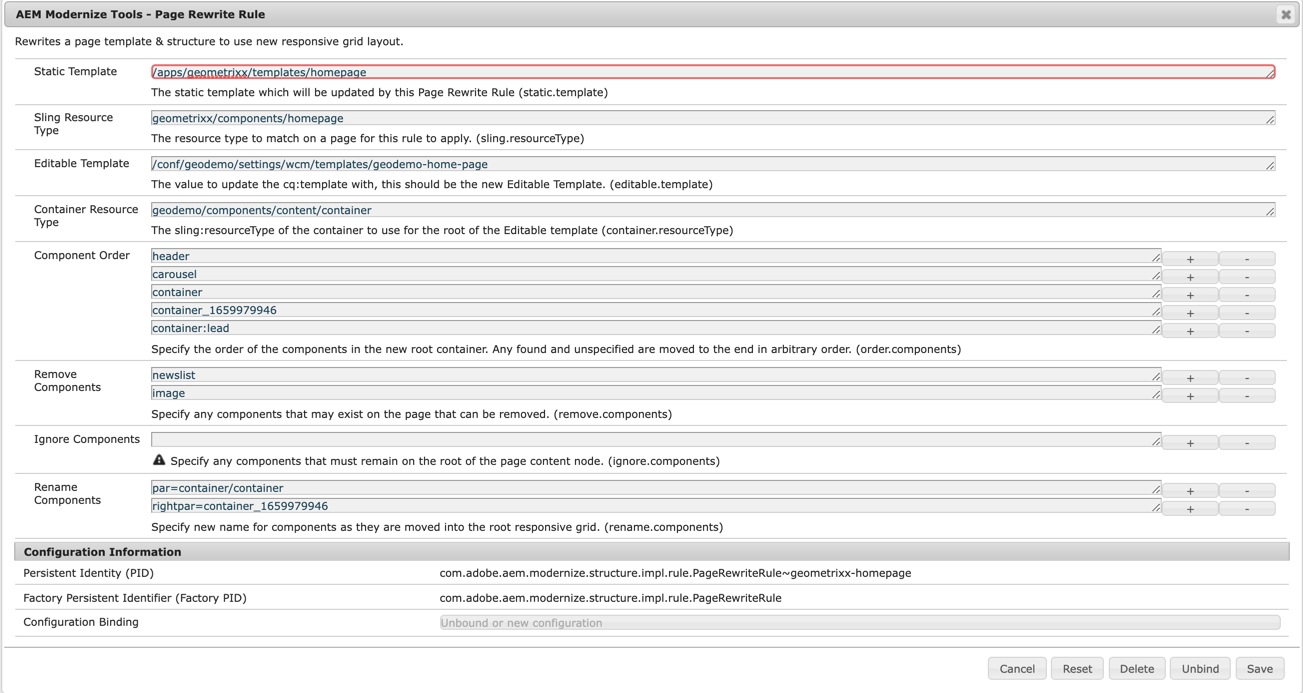 AEM Modernize Tools - Page Rewrite Rule
Rewrites a page template & structure to use new responsive grid layout.
Static Template
/apps/geometrixx/templates/homepage
The static template which will be updated by this Page Rewrite Rule (static.template)
Sling Resource
Type
geometrixx/components/homepage
The resource type to match on a page for this rule to apply. (sling.resourceType)
Editable Template
/conf/geodemo/settings/wcm/templates/geodemo-home-page
The value to update the cq:template with, this should be the new Editable Template. (editable.template)
Container Resource
Type
geodemo/components/content/container
The sling:resourceType of the container to use for the root of the Editable template (container.resourceType)
Component Order
header + -
carousel + -
container + -
container_1659979946 + -
container:lead + -
Specify the order of the components in the new root container. Any found and unspecified are moved to the end in arbitrary order. (order.components)
Remove
Components
newslist + -
image + -
Specify any components that may exist on the page that can be removed. (remove.components)
Ignore Components + -
Specify any components that must remain on the root of the page content node. (ignore.components)
Rename
Components
par=container/container + -
rightpar=container_1659979946 + -
Specify new name for components as they are moved into the root responsive grid. (rename.components)
Configuration Information
Persistent Identity (PID) com.adobe.aem.modernize.structure.impl.rule.PageRewriteRule~geometrixx-homepage
Factory Persistent Identifier (Factory PID) com.adobe.aem.modernize.structure.impl.rule.PageRewriteRule
Configuration Binding Unbound or new configuration
Cancel Reset Delete Unbind Save